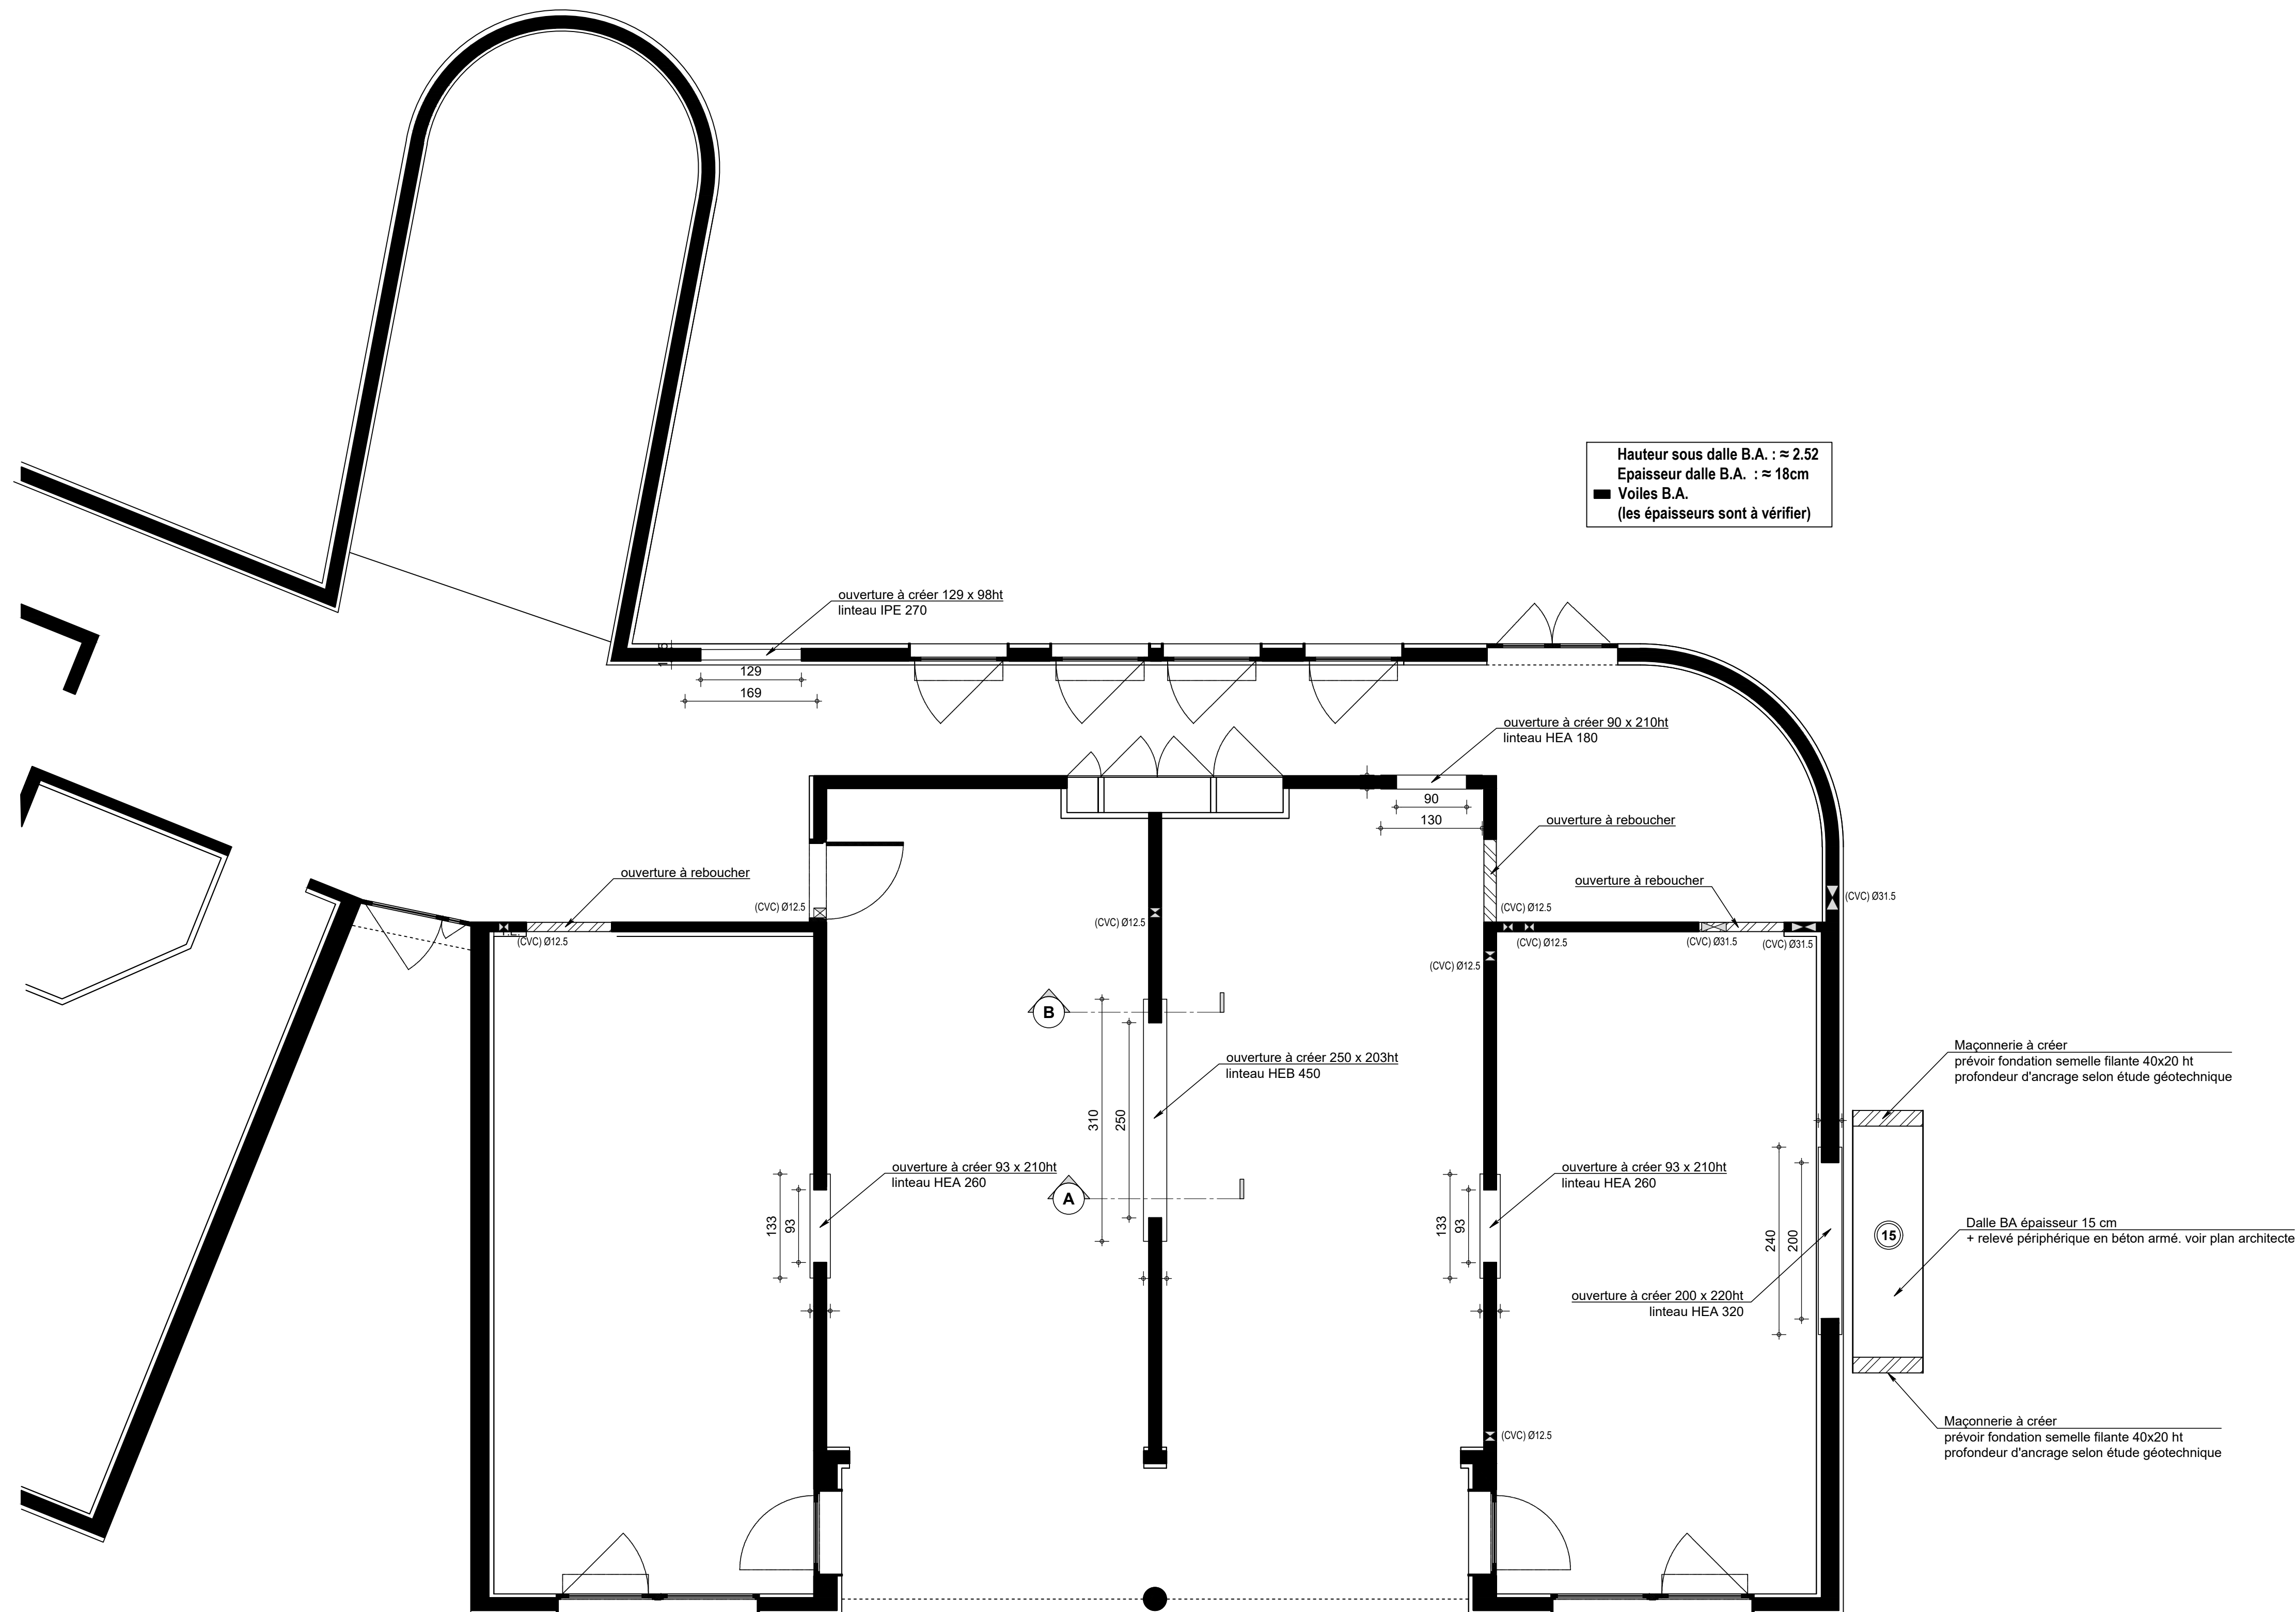 Hauteur sous dalle B.A. : ≈ 2.52
Epaisseur dalle B.A. : ≈ 18cm
Voiles B.A.
(les épaisseurs sont à vérifier)
ouverture à créer 129 x 98ht
linteau IPE 270
129
169
ouverture à créer 90 x 210ht
linteau HEA 180
90
130
ouverture à reboucher
ouverture à reboucher
ouverture à reboucher
(CVC) Ø12.5
(CVC) Ø12.5
(CVC) Ø12.5
(CVC) Ø31.5
(CVC) Ø12.5
(CVC) Ø12.5
(CVC) Ø31.5
(CVC) Ø31.5
(CVC) Ø12.5
B
310
250
ouverture à créer 250 x 203ht
linteau HEB 450
A
Maçonnerie à créer
prévoir fondation semelle filante 40x20 ht
profondeur d'ancrage selon étude géotechnique
133
93
ouverture à créer 93 x 210ht
linteau HEA 260
133
93
ouverture à créer 93 x 210ht
linteau HEA 260
240
200
15
Dalle BA épaisseur 15 cm
+ relevé périphérique en béton armé. voir plan architecte
ouverture à créer 200 x 220ht
linteau HEA 320
Maçonnerie à créer
prévoir fondation semelle filante 40x20 ht
profondeur d'ancrage selon étude géotechnique
(CVC) Ø12.5